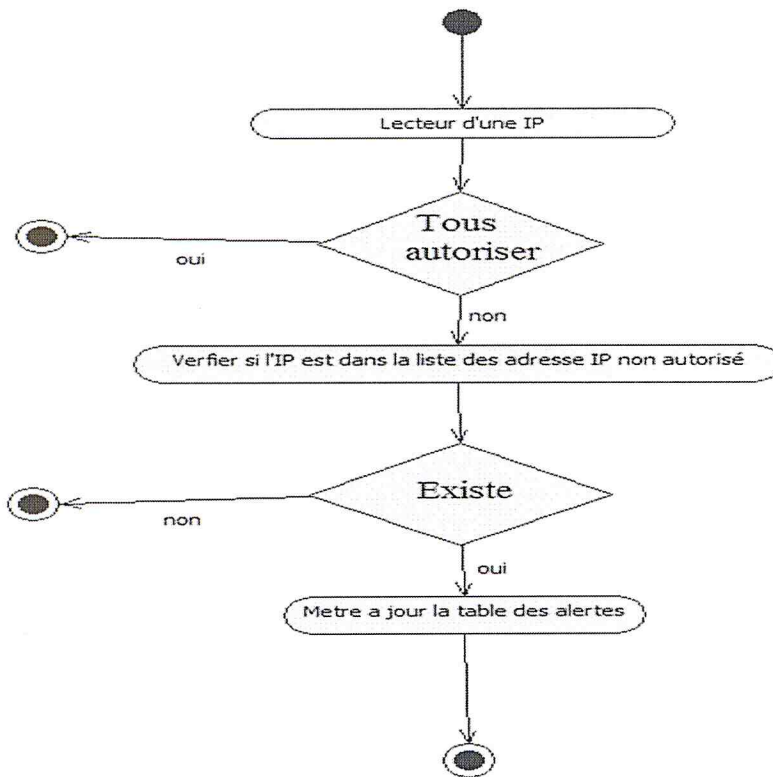 Lecteur d'une IP
Tous
autoriser
oui
non
Verfier si l'IP est dans la liste des adresse IP non autorisé
Existe
non
oui
Metre a jour la table des alertes